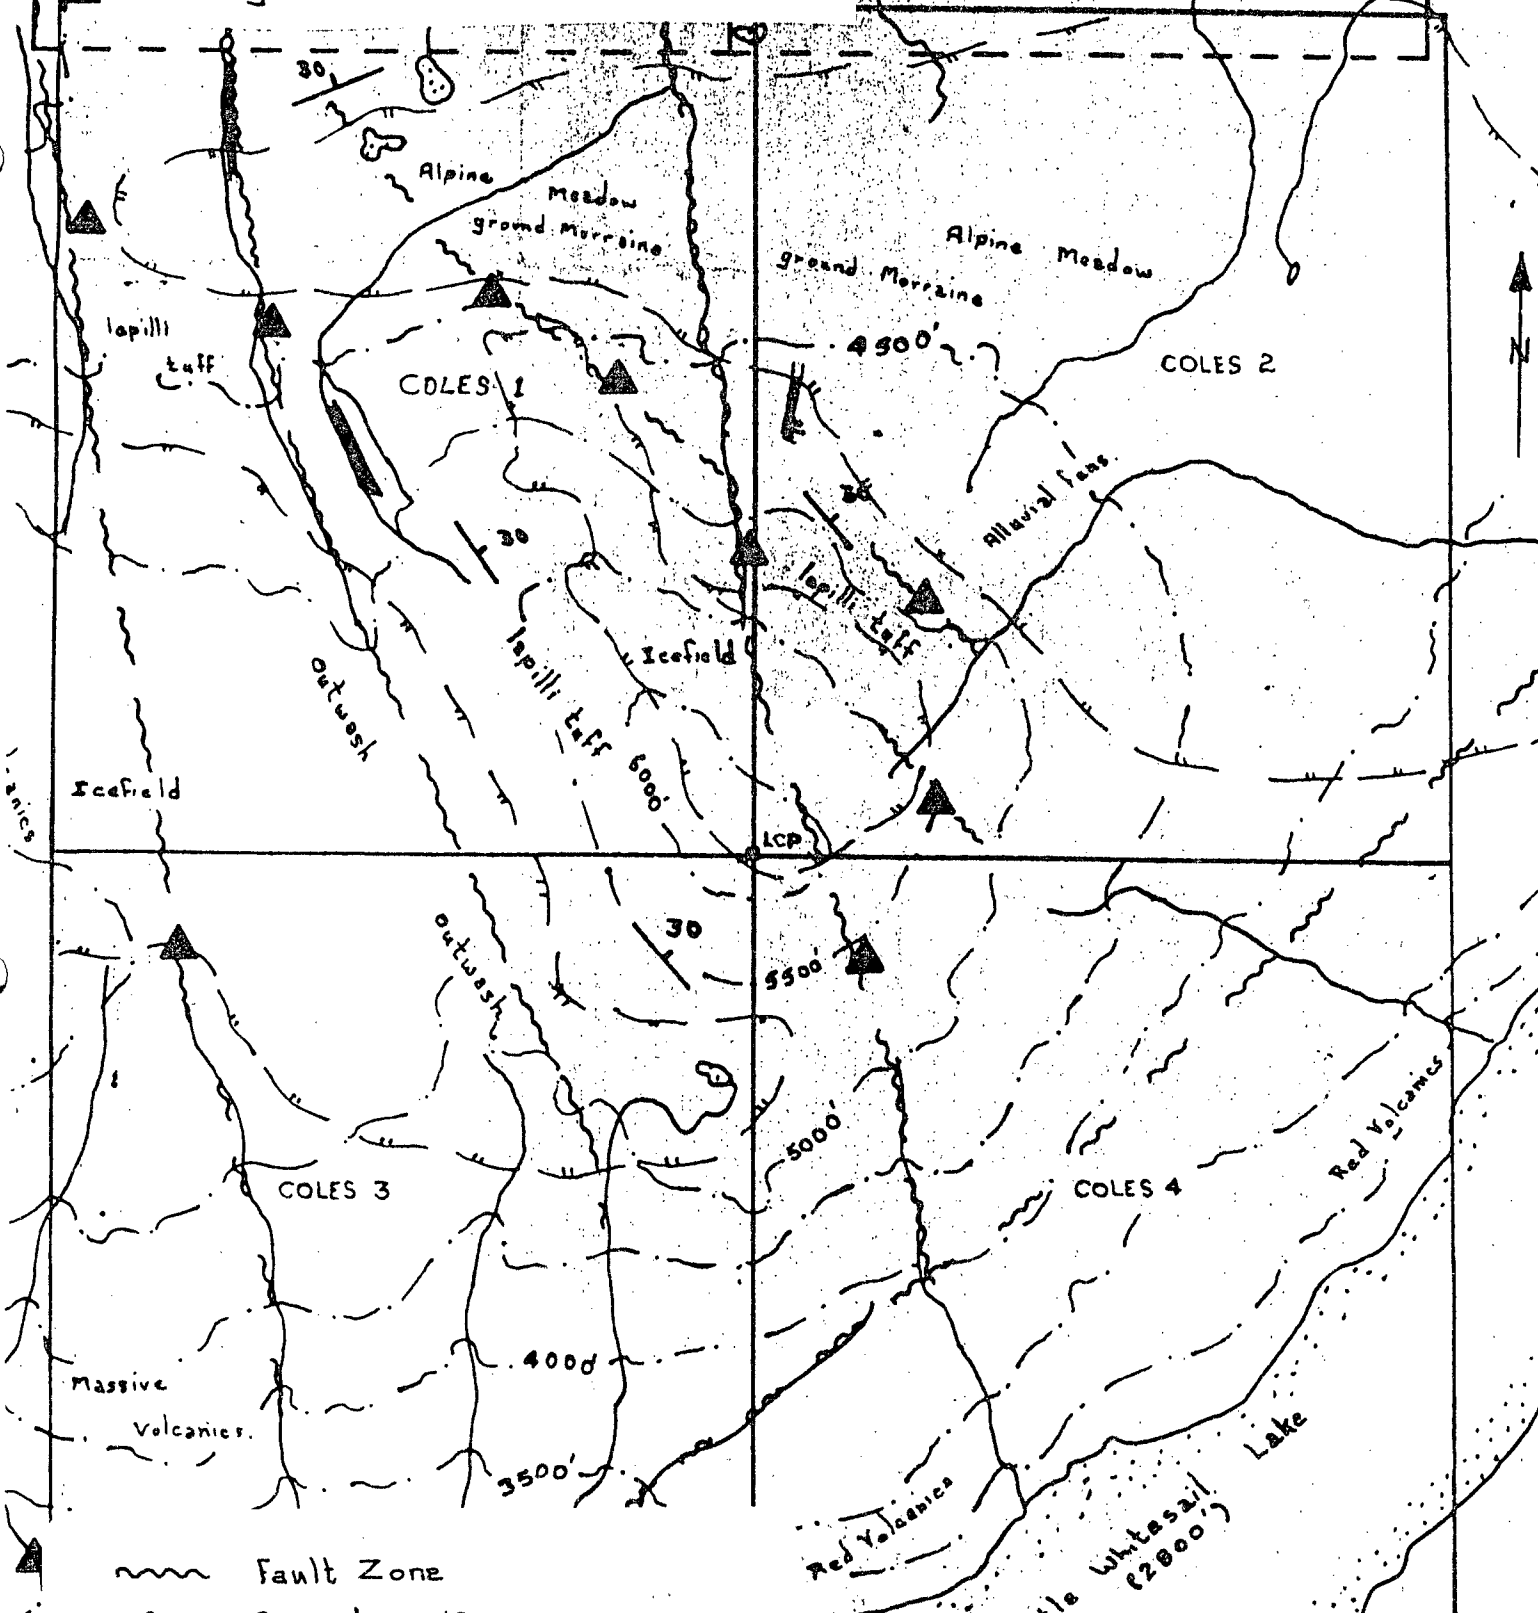 30
Alpine
Meadow
ground Morraine
Alpine Meadow
ground Morraine
lapilli
tuff
COLES 1
4500'
COLES 2
N
30
30
Alluvial fans.
lapilli tuff
Icefield
lapilli tuff
outwash
6000'
Icefield
anics
LCP
30
outwash
5500'
5000'
Red Volcanics
COLES 3
COLES 4
4000'
Massive
Volcanics.
3500'
Lake
Whitesail
(2800')
Red Volcanics
Fault Zone